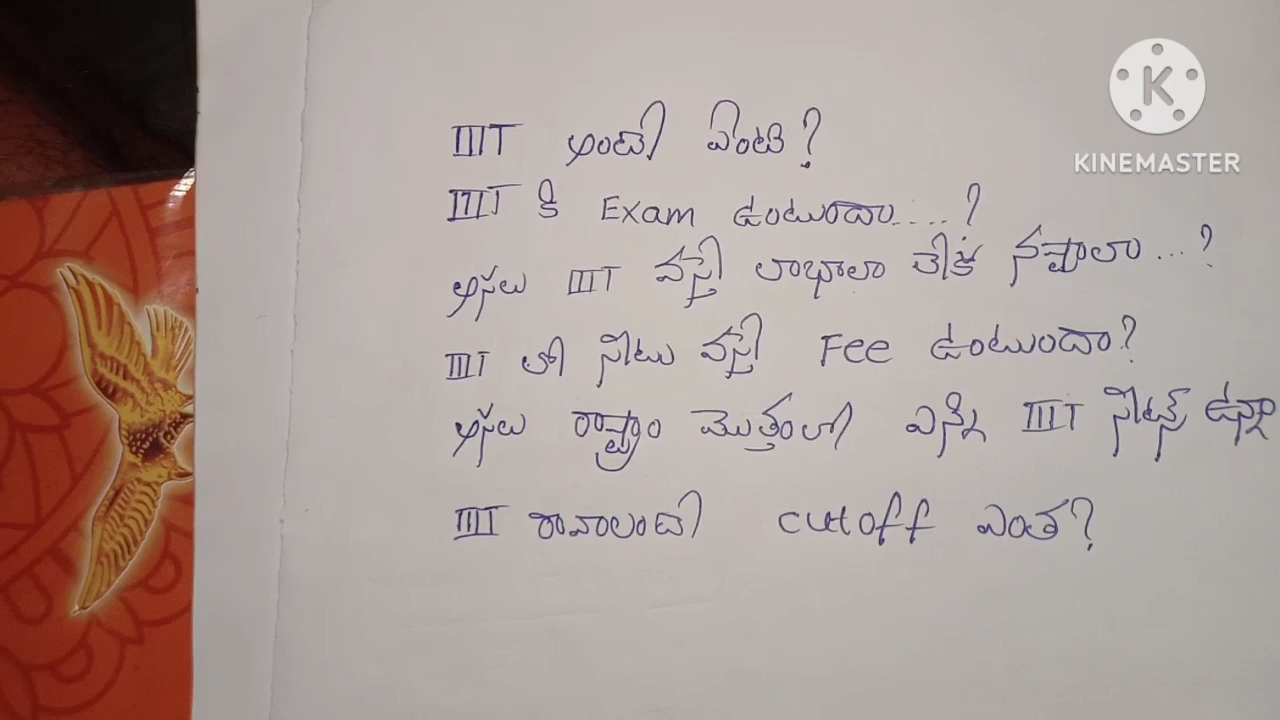 KINEMASTER
IIIT అంటే ఏంటి?
IIIT కి Exam ఉంటుందా.....?
అసలు IIIT వస్తే లాభాలా లేక నష్టాలా...?
IIIT లో సీటు వస్తే Fee ఉంటుందా?
అసలు రాష్ట్రం మొత్తంలో ఎన్ని IIIT సీట్స్ ఉన్నా
IIIT రావాలంటే cutoff ఎంత?